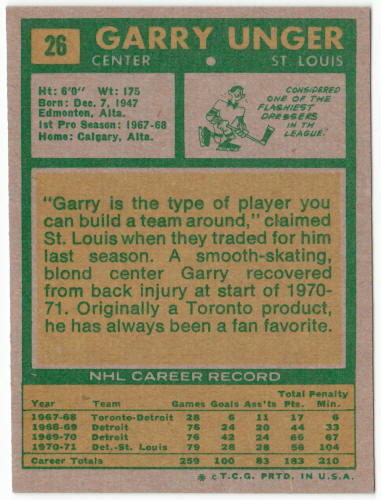 26
GARRY UNGER
CENTER • ST. LOUIS
Ht: 6'0" Wt: 175
Born: Dec. 7, 1947
Edmonton, Alta.
1st Pro Season: 1967-68
Home: Calgary, Alta.
CONSIDERED
ONE OF THE
FLASHIEST
DRESSERS
IN TH
LEAGUE.
"Garry is the type of player you
can build a team around," claimed
St. Louis when they traded for him
last season. A smooth-skating,
blond center Garry recovered
from back injury at start of 1970-
71. Originally a Toronto product,
he has always been a fan favorite.
NHL CAREER RECORD
Total Penalty
Year Team Games Goals Ass'ts Pts. Min.
1967-68 Toronto-Detroit 28 6 11 17 6
1968-69 Detroit 76 24 20 44 33
1969-70 Detroit 76 42 24 66 67
1970-71 Det.-St. Louis 79 28 28 56 104
Career Totals 259 100 83 183 210
* © T.C.G. PRTD. IN U.S.A.